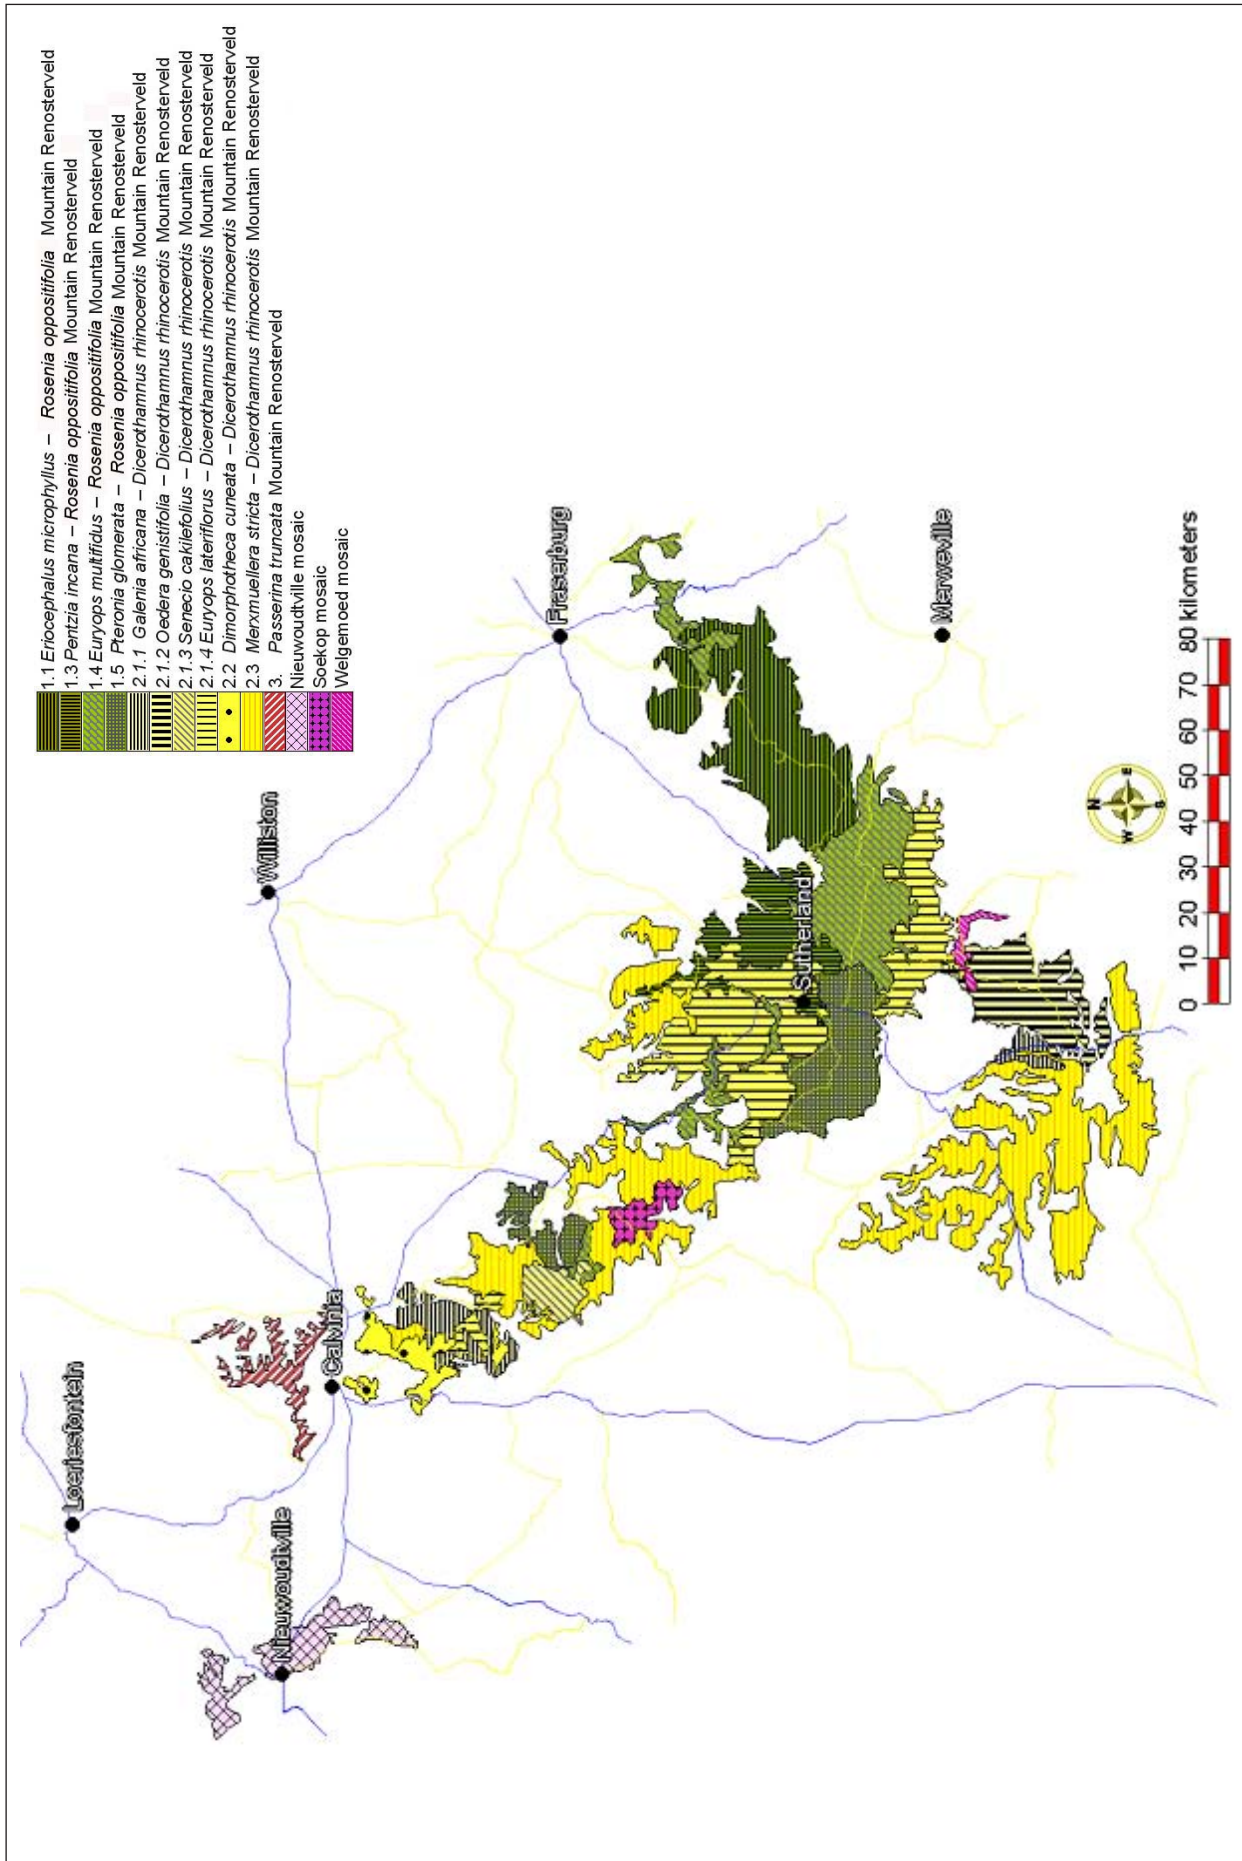 1.1 Eriocephalus microphyllus – Rosenia oppositifolia Mountain Renosterveld
1.3 Pentzia incana – Rosenia oppositifolia Mountain Renosterveld
1.4 Euryops multifidus – Rosenia oppositifolia Mountain Renosterveld
1.5 Pteronia glomerata – Rosenia oppositifolia Mountain Renosterveld
2.1.1 Galenia africana – Dicerothamnus rhinocerotis Mountain Renosterveld
2.1.2 Oedera genistifolia – Dicerothamnus rhinocerotis Mountain Renosterveld
2.1.3 Senecio cakilefolius – Dicerothamnus rhinocerotis Mountain Renosterveld
2.1.4 Euryops lateriflorus – Dicerothamnus rhinocerotis Mountain Renosterveld
2.2 Dimorphotheca cuneata – Dicerothamnus rhinocerotis Mountain Renosterveld
2.3 Merxmuellera stricta – Dicerothamnus rhinocerotis Mountain Renosterveld
3. Passerina truncata Mountain Renosterveld
Nieuwoudtville mosaic
Soekop mosaic
Welgemoed mosaic
Loeriesfontein
Nieuwoudtville
Calvinia
Williston
Fraserburg
Sutherland
Merweville
N
W E
S
0 10 20 30 40 50 60 70 80 kilometers